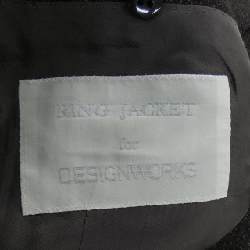 RING JACKET
for
DESIGNWORKS